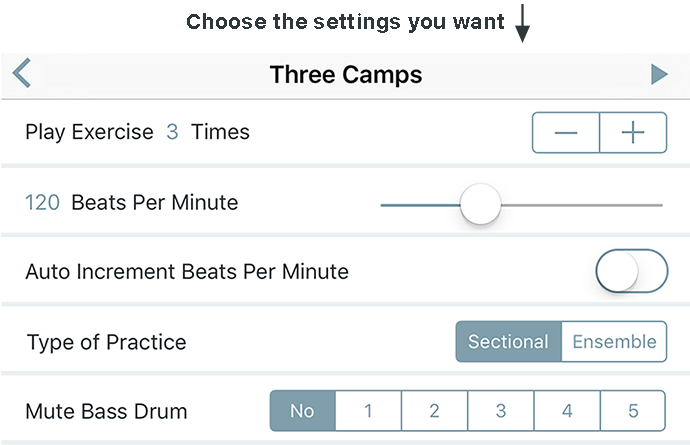 Choose the settings you want
Three Camps
Play Exercise 3 Times
120 Beats Per Minute
Auto Increment Beats Per Minute
Type of Practice Sectional Ensemble
Mute Bass Drum No 1 2 3 4 5